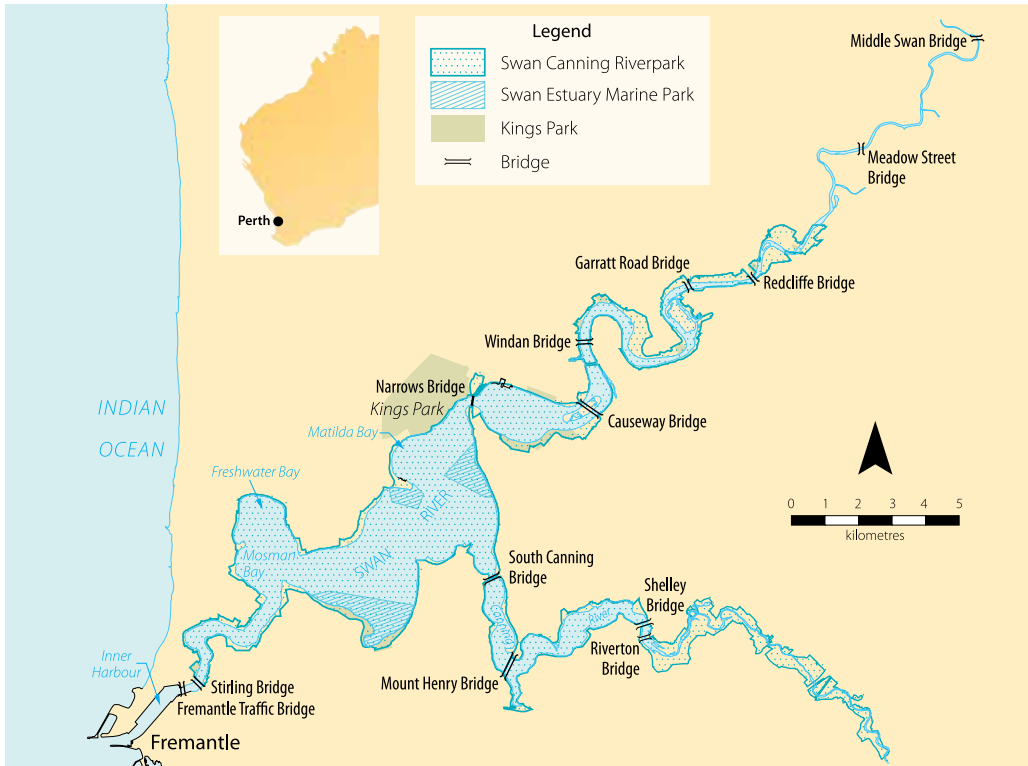 Legend
Swan Canning Riverpark
Swan Estuary Marine Park
Kings Park
Bridge
Perth
Middle Swan Bridge
Meadow Street
Bridge
Garratt Road Bridge
Redcliffe Bridge
Windan Bridge
Narrows Bridge
Kings Park
Causeway Bridge
INDIAN
OCEAN
Matilda Bay
Freshwater Bay
RIVER
SWAN
Mosman
Bay
0 1 2 3 4 5
kilometres
South Canning
Bridge
Shelley
Bridge
River
Riverton
Bridge
Mount Henry Bridge
Inner
Harbour
Stirling Bridge
Fremantle Traffic Bridge
Fremantle